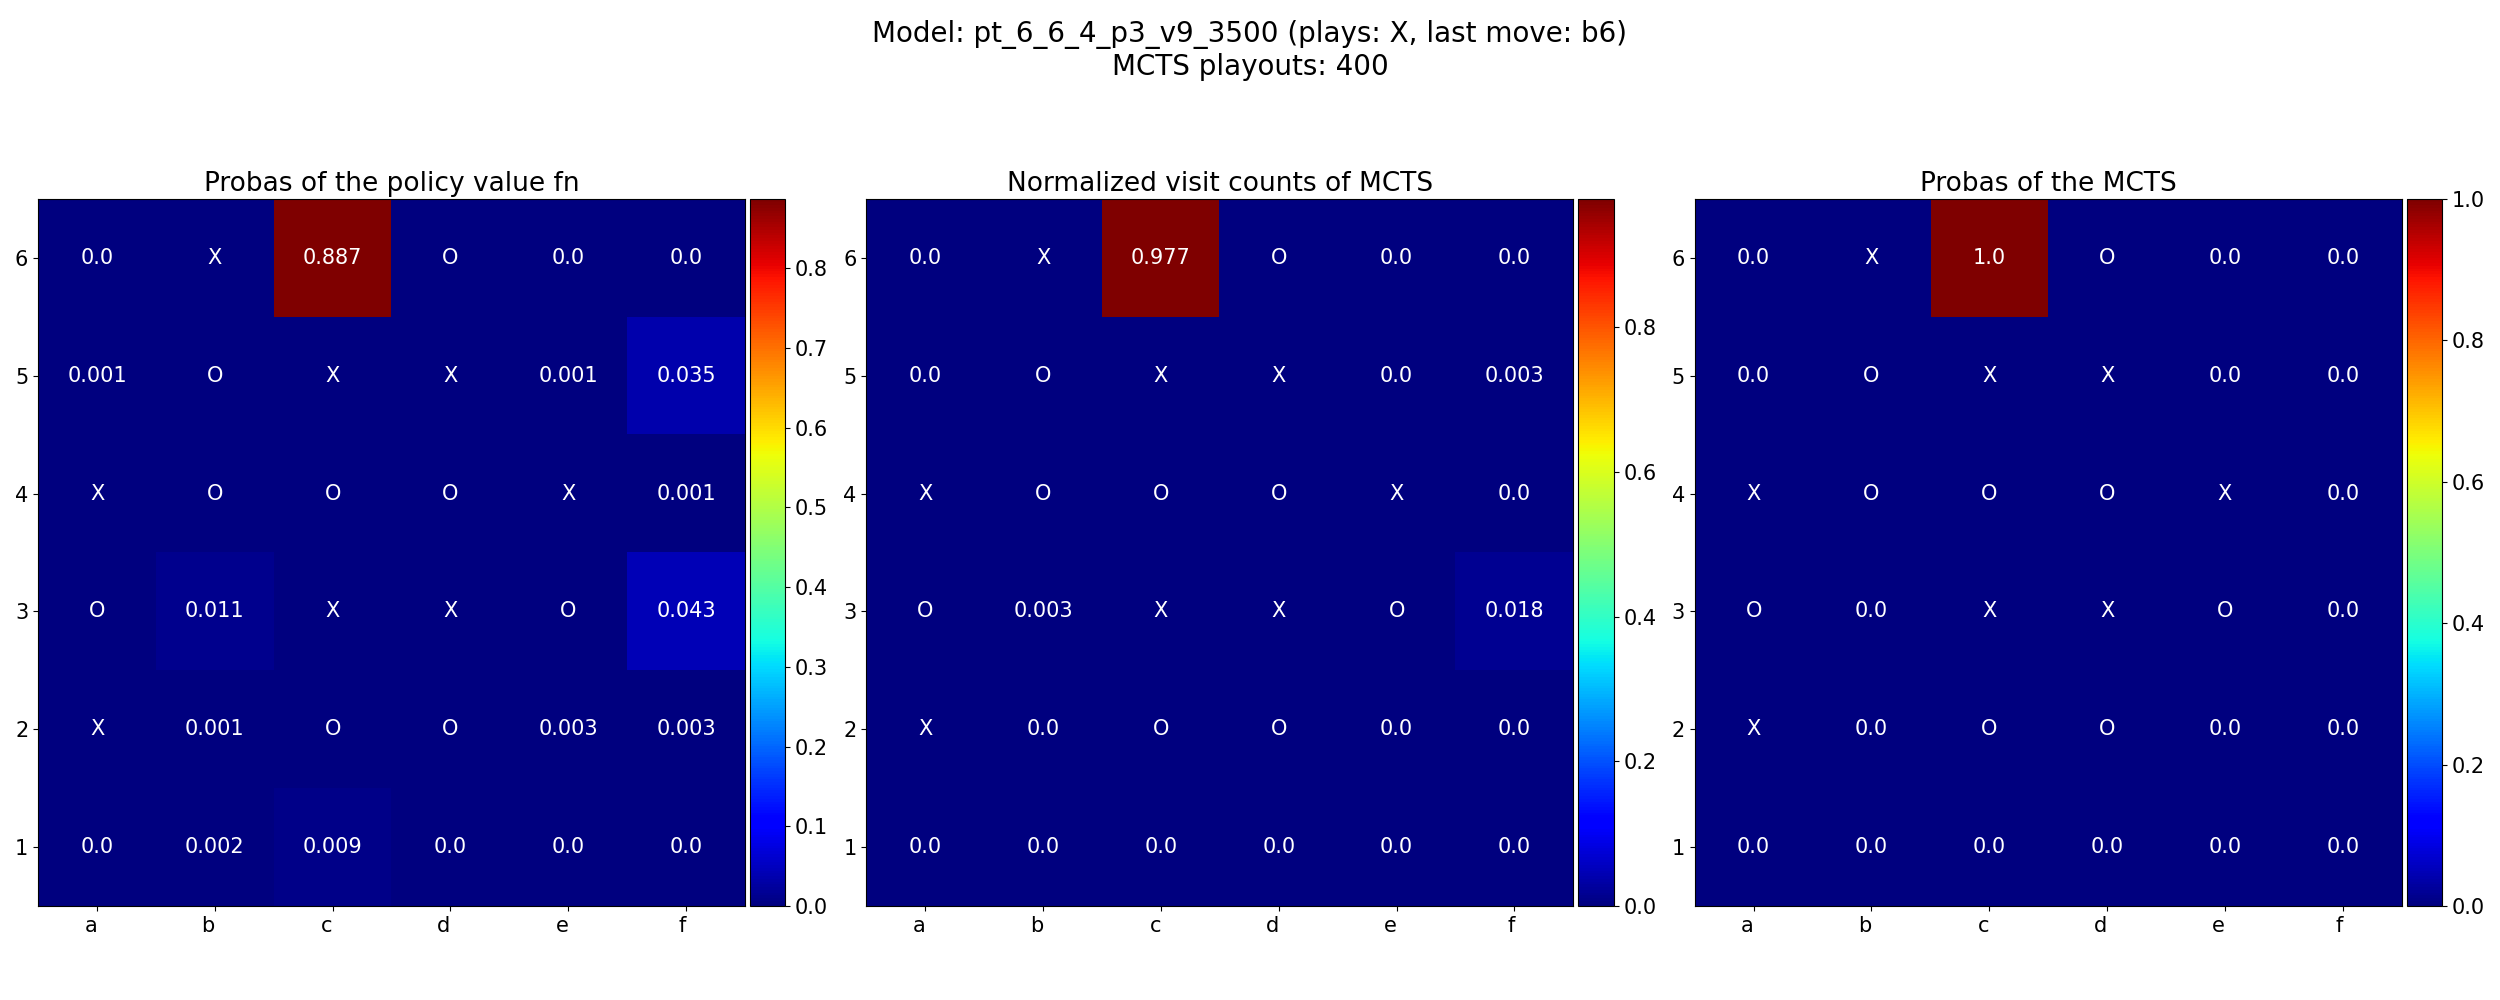 Model: pt_6_6_4_p3_v9_3500 (plays: X, last move: b6)
MCTS playouts: 400
Probas of the policy value fn
6 0.0 X 0.887 O 0.0 0.0
5 0.001 O X X 0.001 0.035
4 X O O O X 0.001
3 O 0.011 X X O 0.043
2 X 0.001 O O 0.003 0.003
1 0.0 0.002 0.009 0.0 0.0 0.0
a b c d e f
0.8
0.7
0.6
0.5
0.4
0.3
0.2
0.1
0.0
Normalized visit counts of MCTS
6 0.0 X 0.977 O 0.0 0.0
5 0.0 O X X 0.0 0.003
4 X O O O X 0.0
3 O 0.003 X X O 0.018
2 X 0.0 O O 0.0 0.0
1 0.0 0.0 0.0 0.0 0.0 0.0
a b c d e f
0.8
0.6
0.4
0.2
0.0
Probas of the MCTS
6 0.0 X 1.0 O 0.0 0.0
5 0.0 O X X 0.0 0.0
4 X O O O X 0.0
3 O 0.0 X X O 0.0
2 X 0.0 O O 0.0 0.0
1 0.0 0.0 0.0 0.0 0.0 0.0
a b c d e f
1.0
0.8
0.6
0.4
0.2
0.0